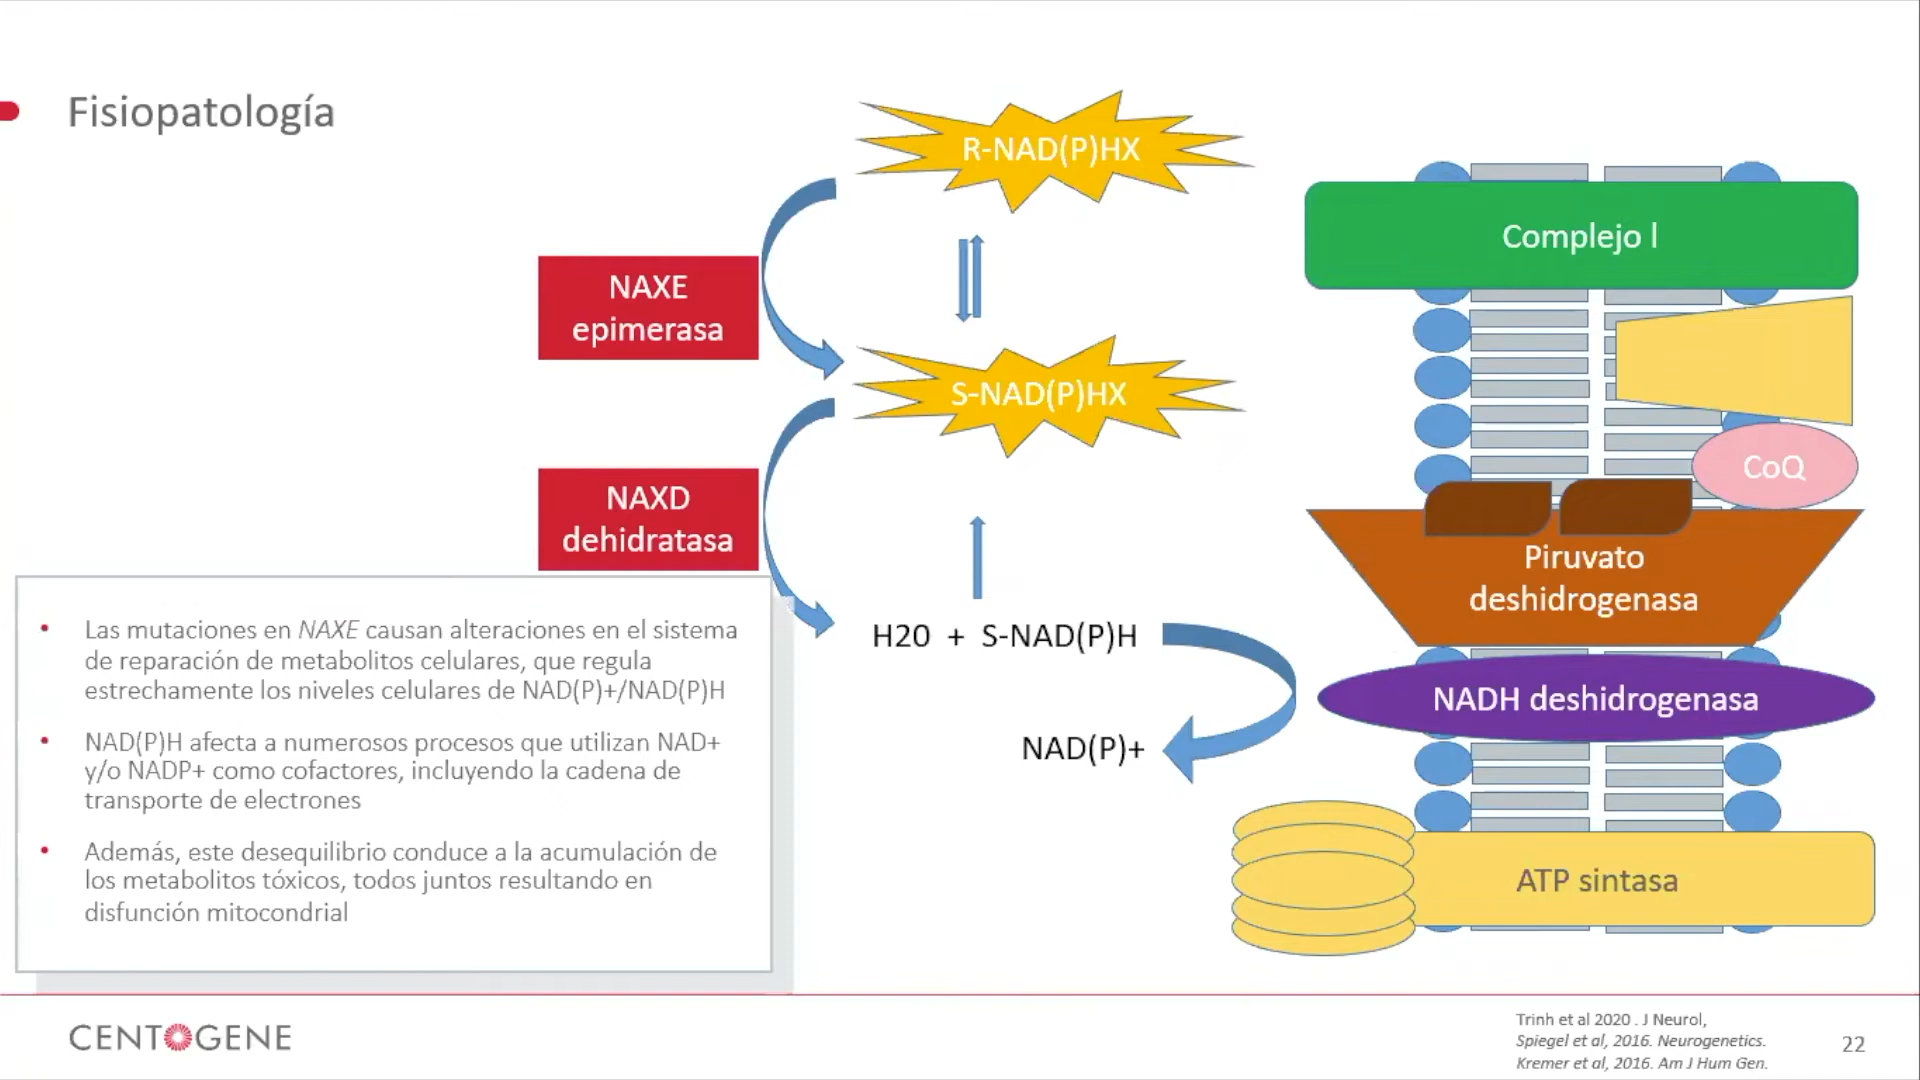 Fisiopatología
R-NAD(P)HX
NAXE
epimerasa
S-NAD(P)HX
NAXD
dehidratasa
H20 + S-NAD(P)H
NAD(P)+
Complejo l
CoQ
Piruvato
deshidrogenasa
NADH deshidrogenasa
ATP sintasa
• Las mutaciones en NAXE causan alteraciones en el sistema
de reparación de metabolitos celulares, que regula
estrechamente los niveles celulares de NAD(P)+/NAD(P)H
• NAD(P)H afecta a numerosos procesos que utilizan NAD+
y/o NADP+ como cofactores, incluyendo la cadena de
transporte de electrones
• Además, este desequilibrio conduce a la acumulación de
los metabolitos tóxicos, todos juntos resultando en
disfunción mitocondrial
CENTOGENE
Trinh et al 2020 . J Neurol,
Spiegel et al, 2016. Neurogenetics.
Kremer et al, 2016. Am J Hum Gen.
22